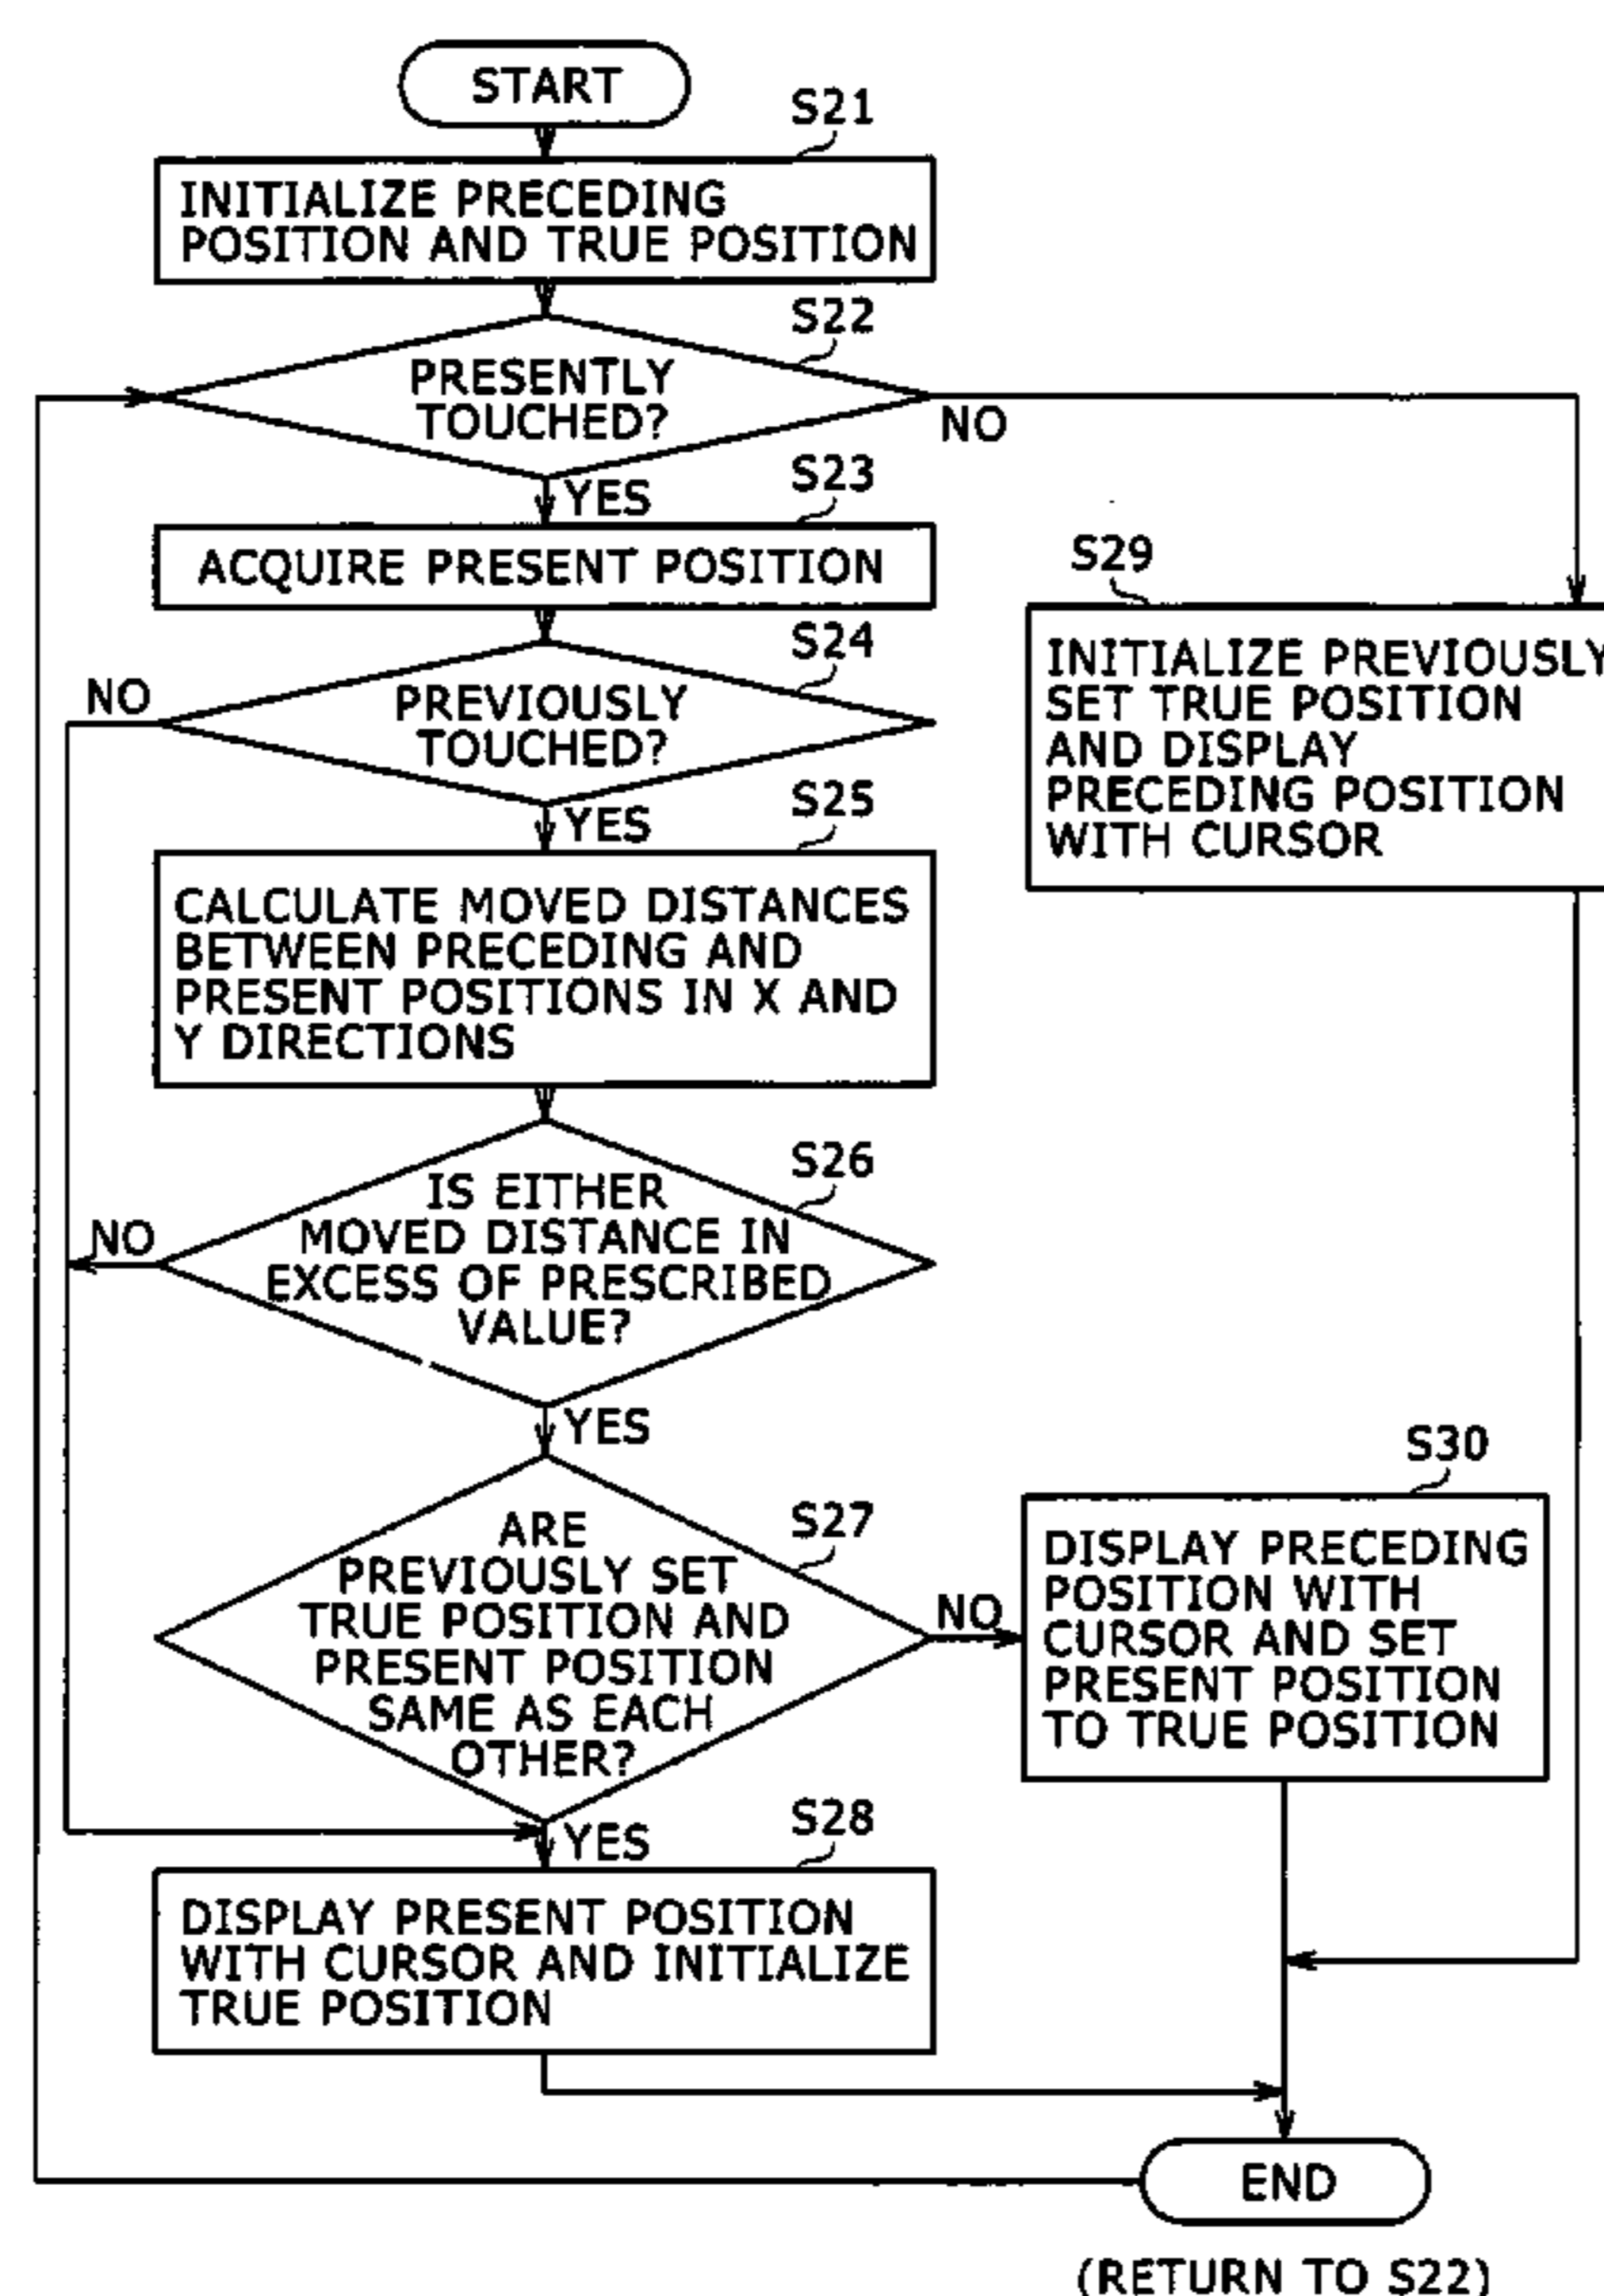 START
S21
INITIALIZE PRECEDING
POSITION AND TRUE POSITION
S22
PRESENTLY
TOUCHED?
NO
YES
S23
ACQUIRE PRESENT POSITION
S24
PREVIOUSLY
TOUCHED?
NO
YES
S29
INITIALIZE PREVIOUSLY
SET TRUE POSITION
AND DISPLAY
PRECEDING POSITION
WITH CURSOR
S25
CALCULATE MOVED DISTANCES
BETWEEN PRECEDING AND
PRESENT POSITIONS IN X AND
Y DIRECTIONS
S26
IS EITHER
MOVED DISTANCE IN
EXCESS OF PRESCRIBED
VALUE?
NO
YES
S27
ARE
PREVIOUSLY SET
TRUE POSITION AND
PRESENT POSITION
SAME AS EACH
OTHER?
NO
YES
S30
DISPLAY PRECEDING
POSITION WITH
CURSOR AND SET
PRESENT POSITION
TO TRUE POSITION
S28
DISPLAY PRESENT POSITION
WITH CURSOR AND INITIALIZE
TRUE POSITION
END
(RETURN TO S22)